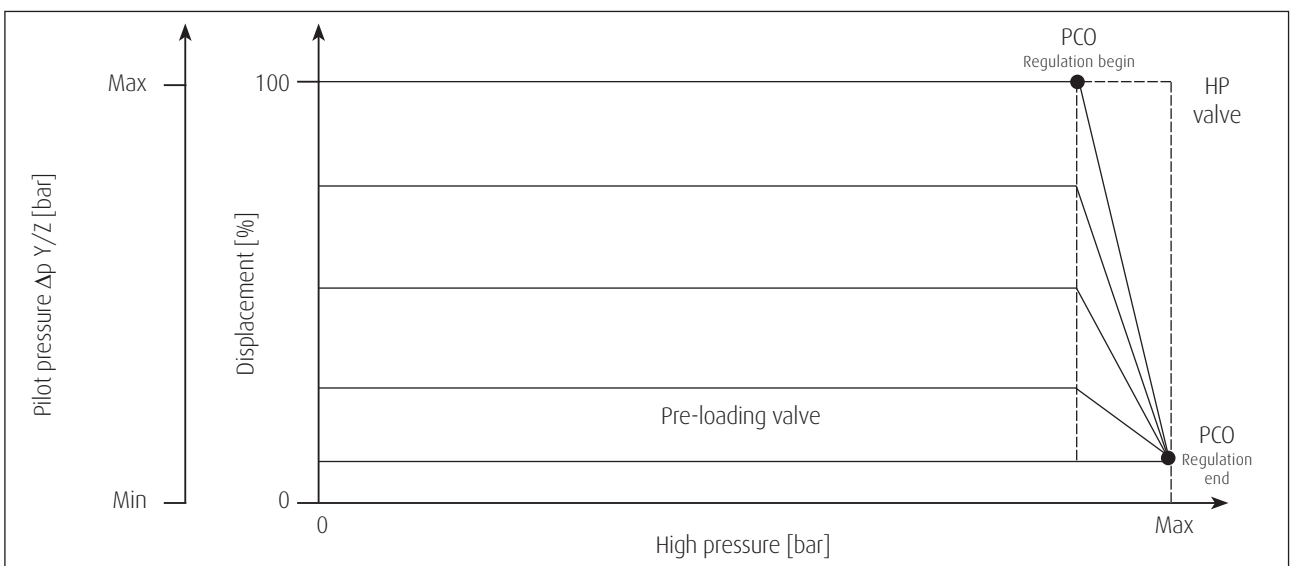 PCO
Regulation begin
Max
100
HP
valve
Pilot pressure Δp Y/Z [bar]
Displacement [%]
Pre-loading valve
PCO
Regulation
end
Min
0
0
Max
High pressure [bar]